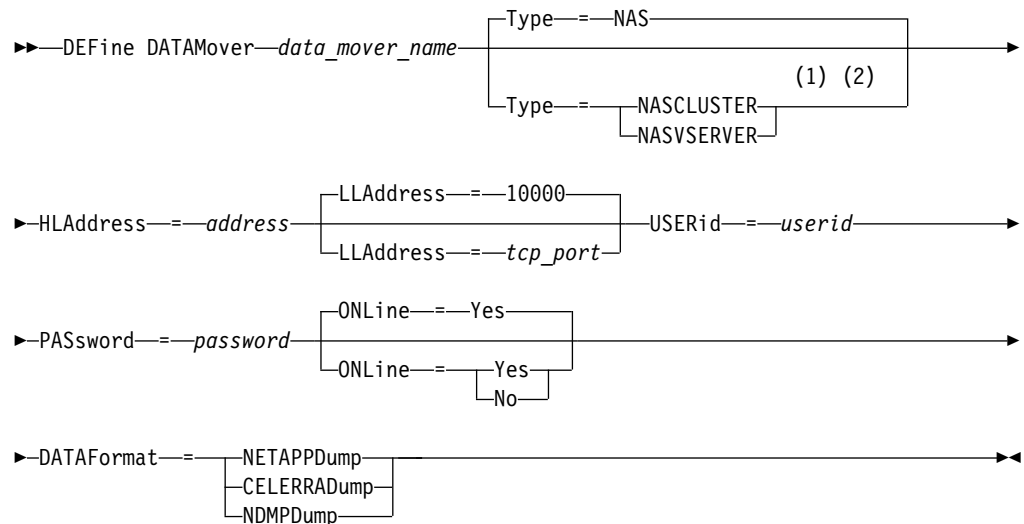 Type = NAS
DEFine DATAMover data_mover_name
(1) (2)
Type = NASCLUSTER
NASVSERVER
LLAddress = 10000
HLAddress = address USERid = userid
LLAddress = tcp_port
ONLine = Yes
PASsword = password
ONLine = Yes
No
DATAFormat = NETAPPDump
CELERRADump
NDMPDump